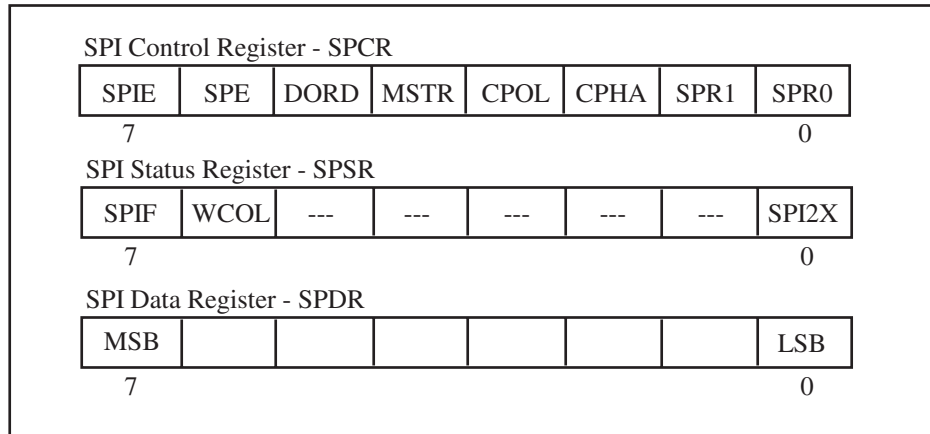 SPI Control Register - SPCR
SPIE SPE DORD MSTR CPOL CPHA SPR1 SPR0
7 0
SPI Status Register - SPSR
SPIF WCOL --- --- --- --- --- SPI2X
7 0
SPI Data Register - SPDR
MSB LSB
7 0